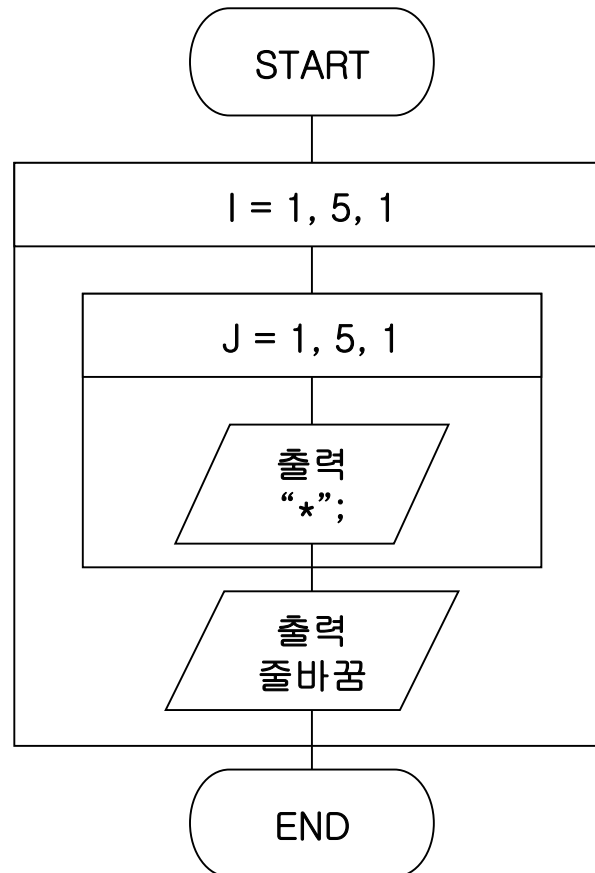 START
I = 1, 5, 1
J = 1, 5, 1
출력
“*”;
출력
줄바꿈
END